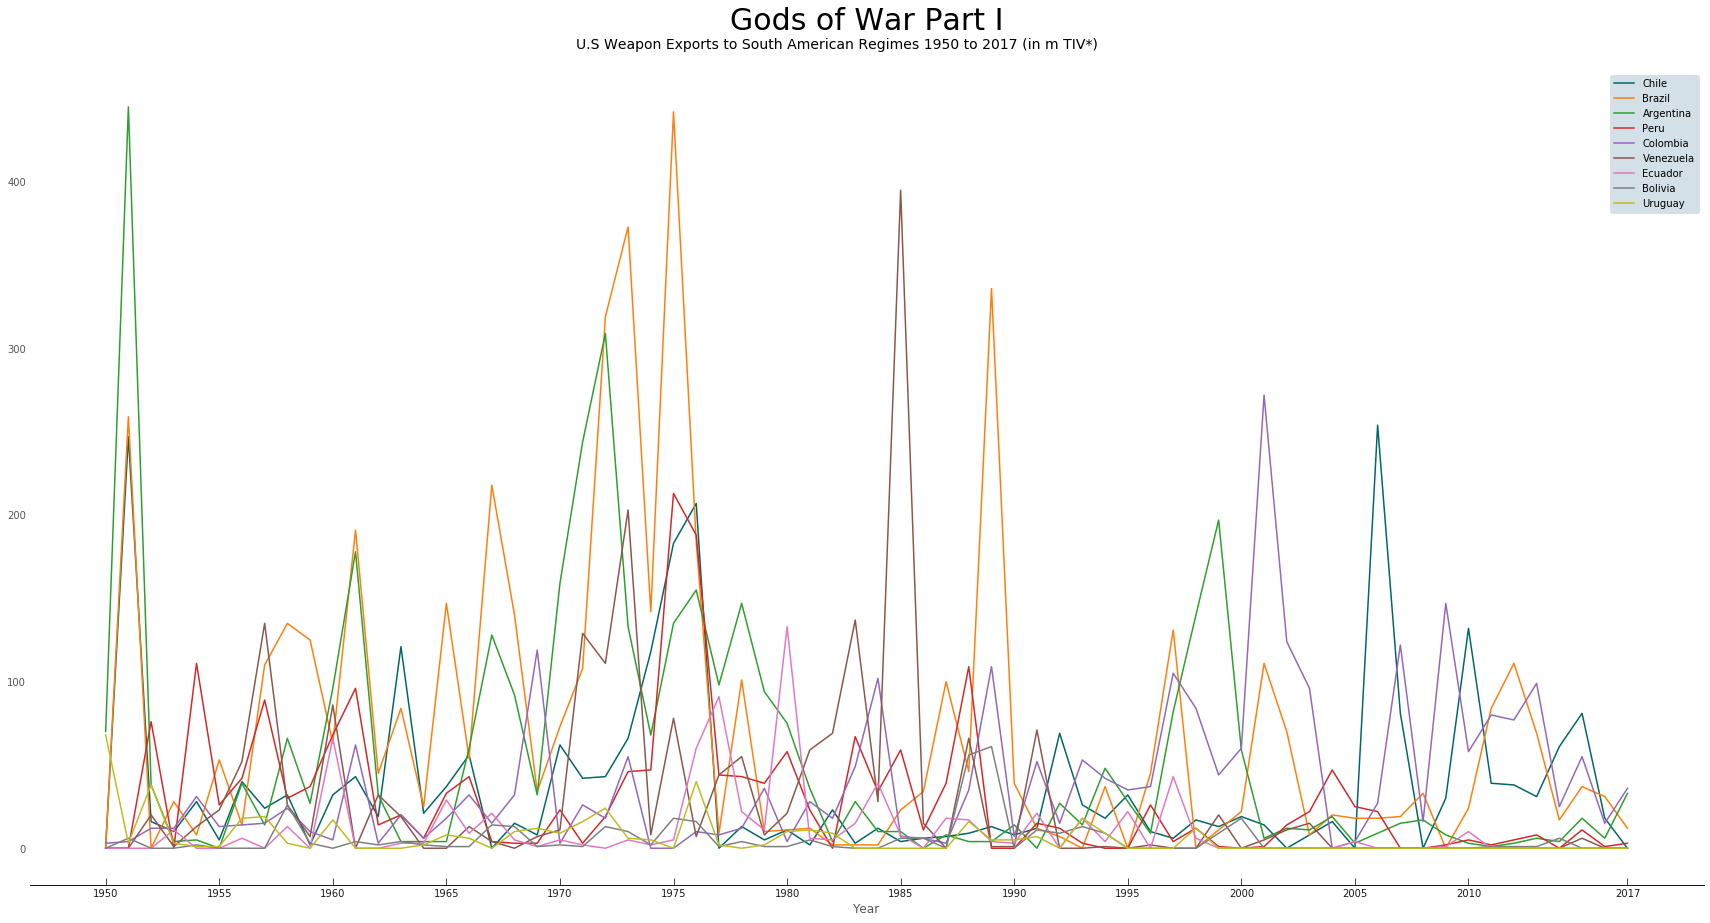 Gods of War Part I
U.S Weapon Exports to South American Regimes 1950 to 2017 (in m TIV*)
Chile
Brazil
Argentina
Peru
Colombia
Venezuela
Ecuador
Bolivia
Uruguay
400
300
200
100
0
1950 1955 1960 1965 1970 1975 1980 1985 1990 1995 2000 2005 2010 2017
Year